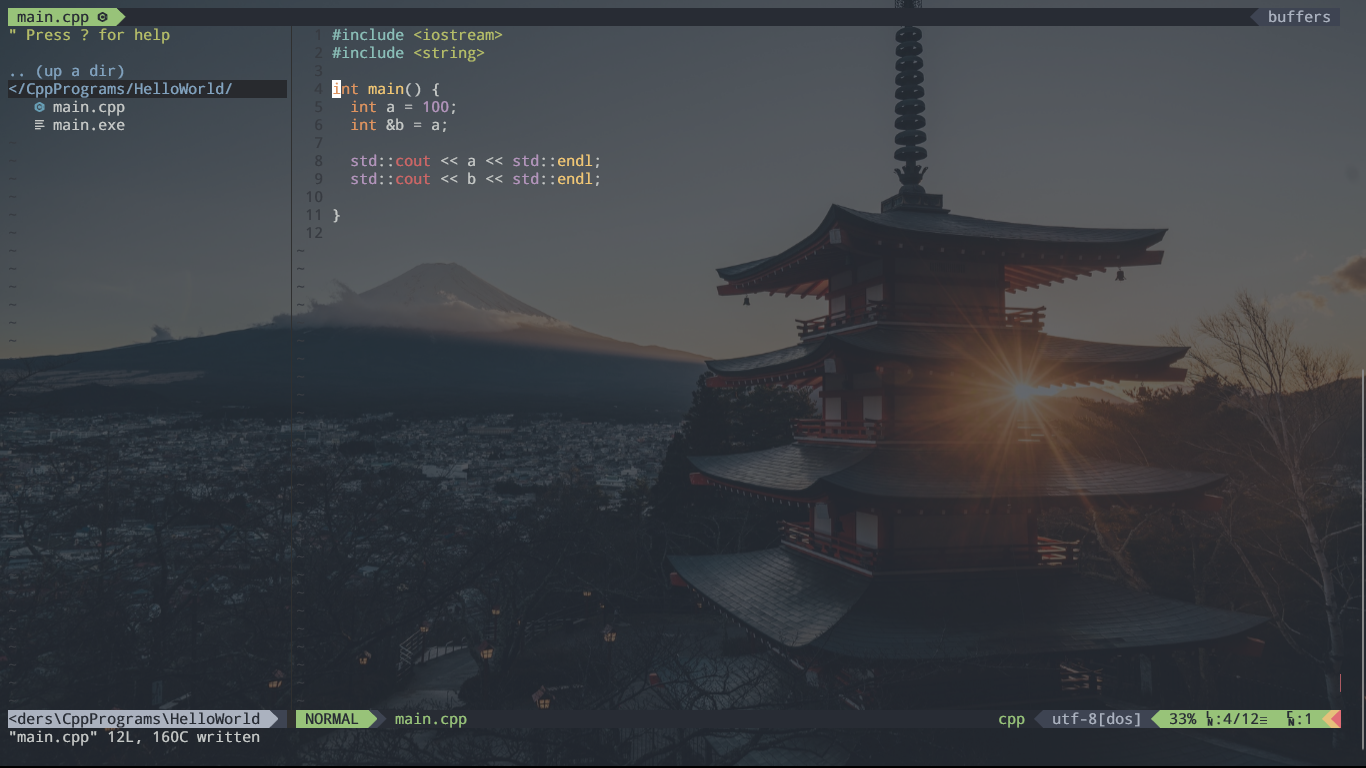 main.cpp
buffers
" Press ? for help
.. (up a dir)
</CppPrograms/HelloWorld/
main.cpp
main.exe
1 #include <iostream>
2 #include <string>
3
4 int main() {
5   int a = 100;
6   int &b = a;
7
8   std::cout << a << std::endl;
9   std::cout << b << std::endl;
10
11 }
12
<ders\CppPrograms\HelloWorld
NORMAL main.cpp
cpp utf-8[dos] 33% LN:4/12≡ CN:1
"main.cpp" 12L, 160C written